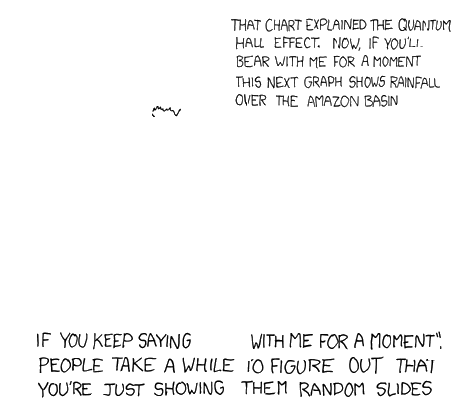 THAT CHART EXPLAINED THE QUANTUM
HALL EFFECT. NOW, IF YOU'LL
BEAR WITH ME FOR A MOMENT
THIS NEXT GRAPH SHOWS RAINFALL
OVER THE AMAZON BASIN
IF YOU KEEP SAYING WITH ME FOR A MOMENT".
PEOPLE TAKE A WHILE TO FIGURE OUT THAT
YOU'RE JUST SHOWING THEM RANDOM SLIDES